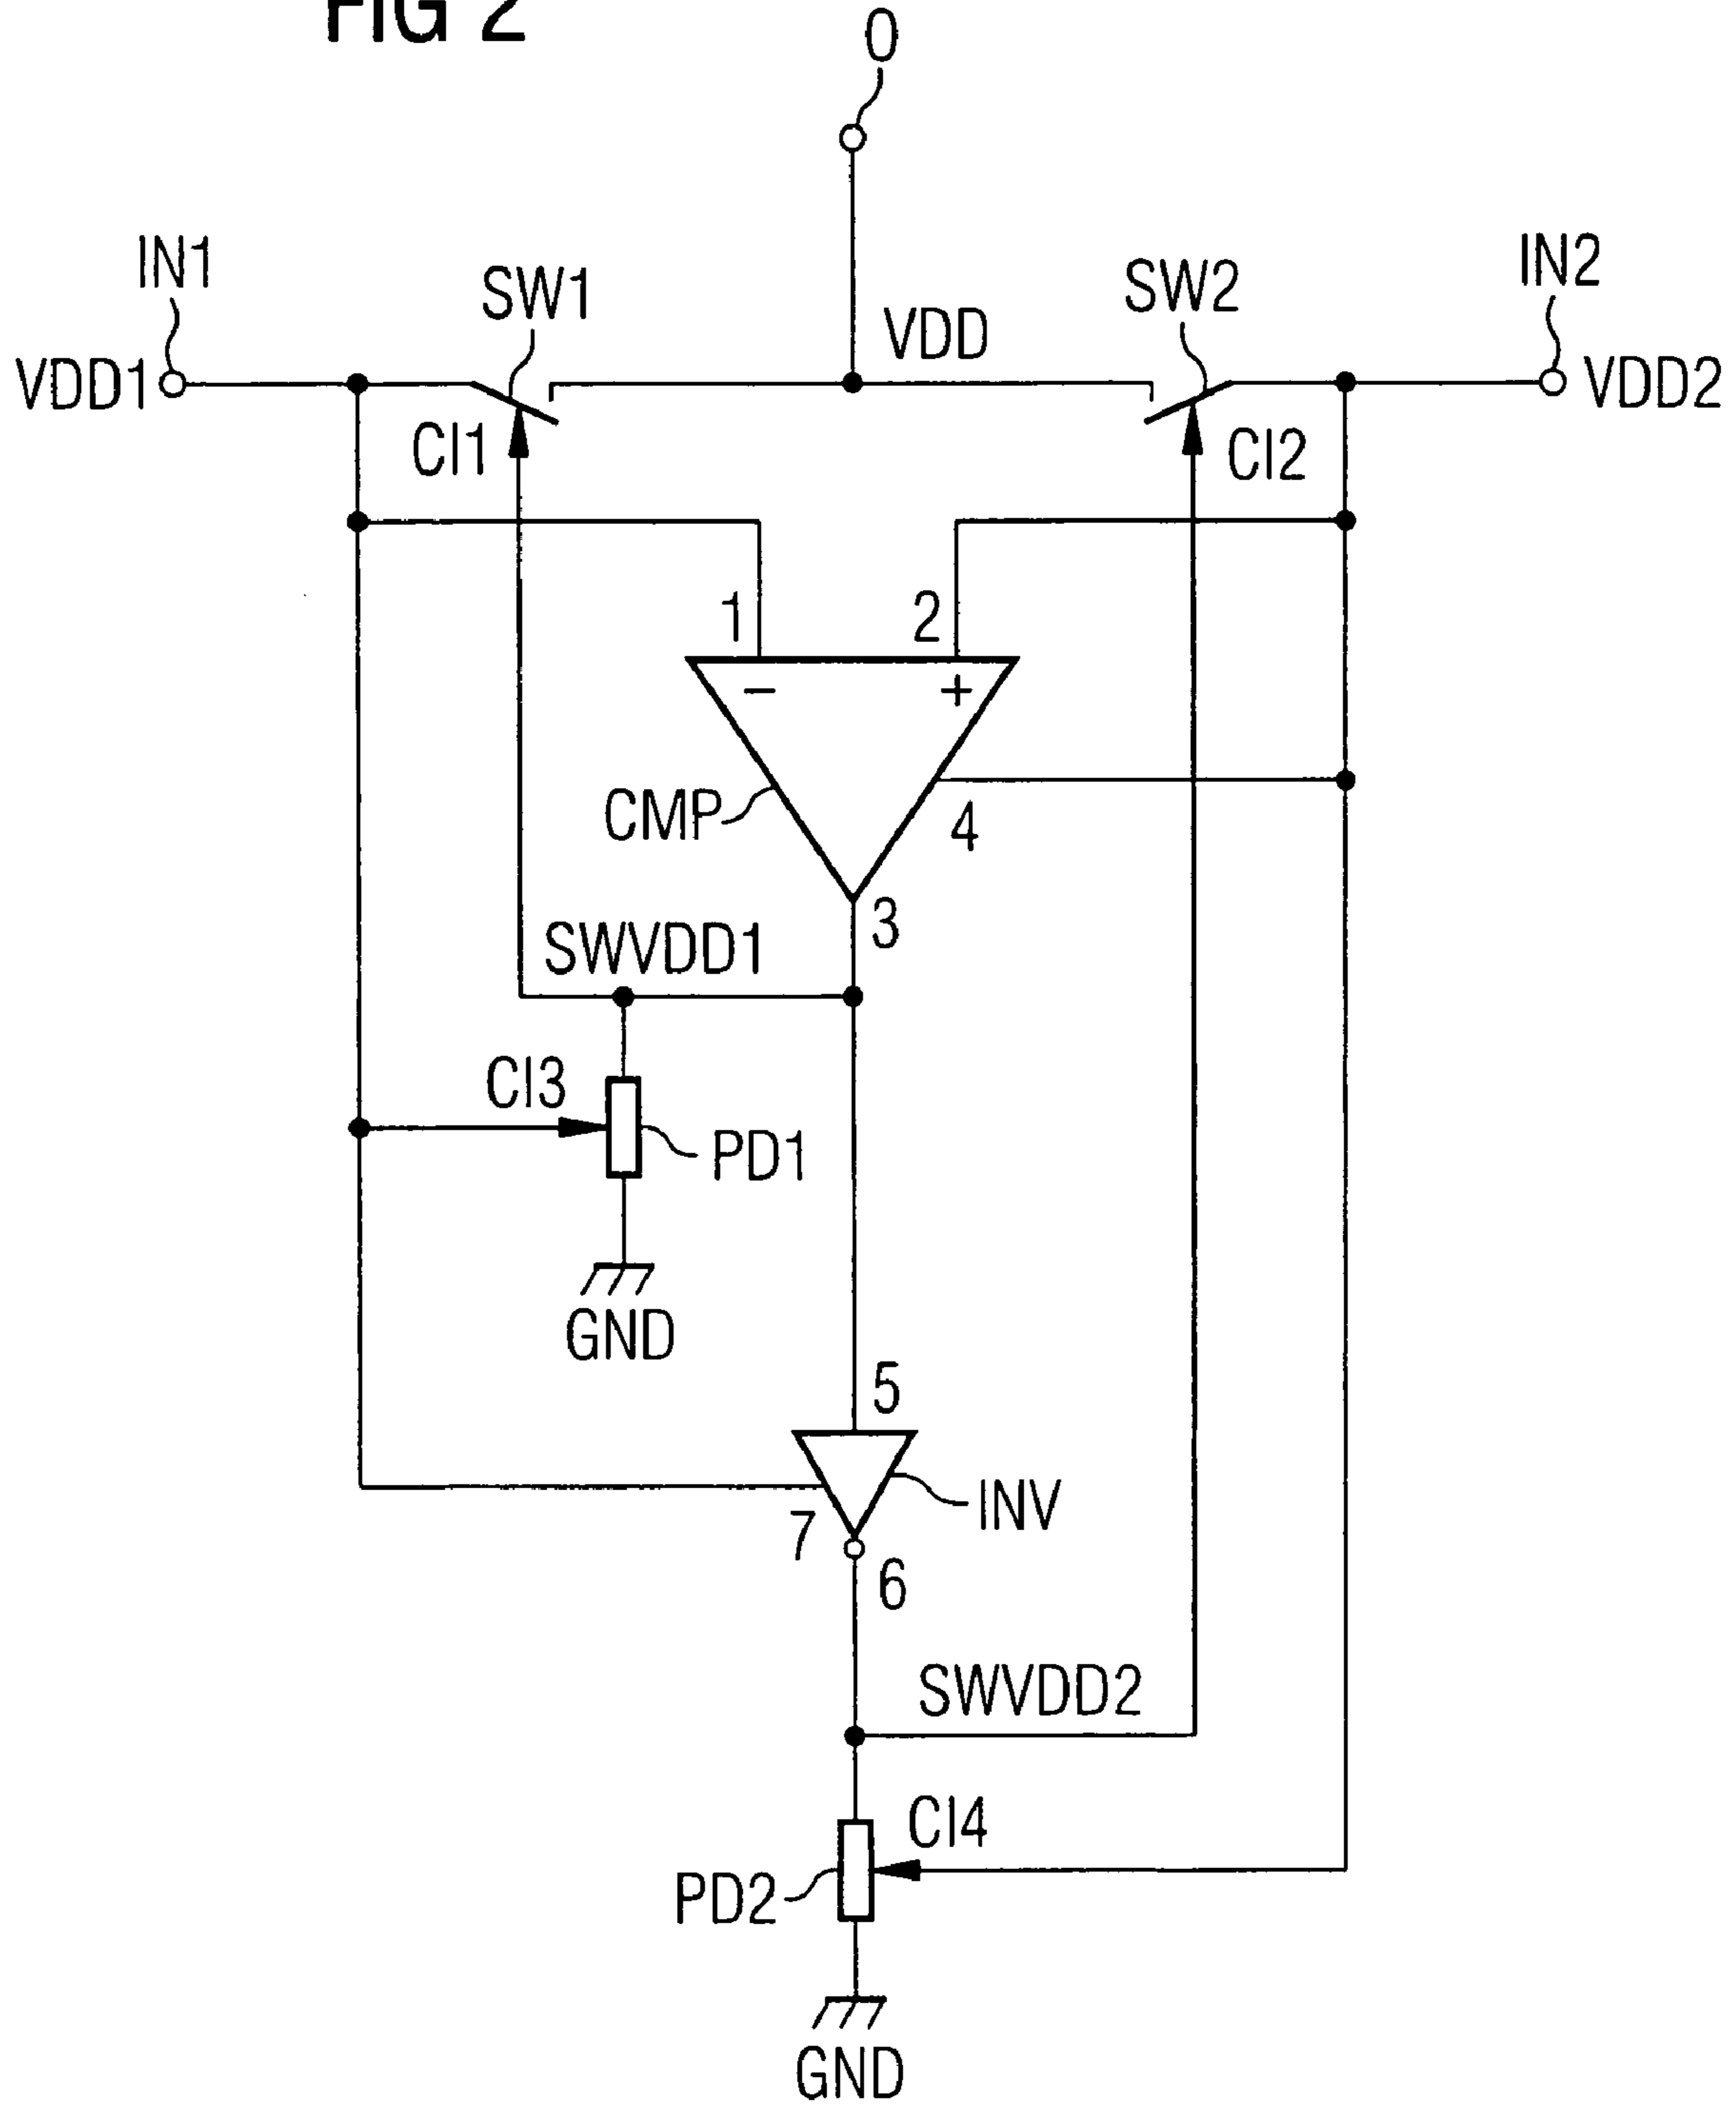 FIG 2
O
IN1
SW1
VDD
SW2
IN2
VDD1
VDD2
CI1
CI2
1
2
−
+
CMP
4
3
SWVDD1
CI3
PD1
GND
5
INV
7
6
SWVDD2
CI4
PD2
GND